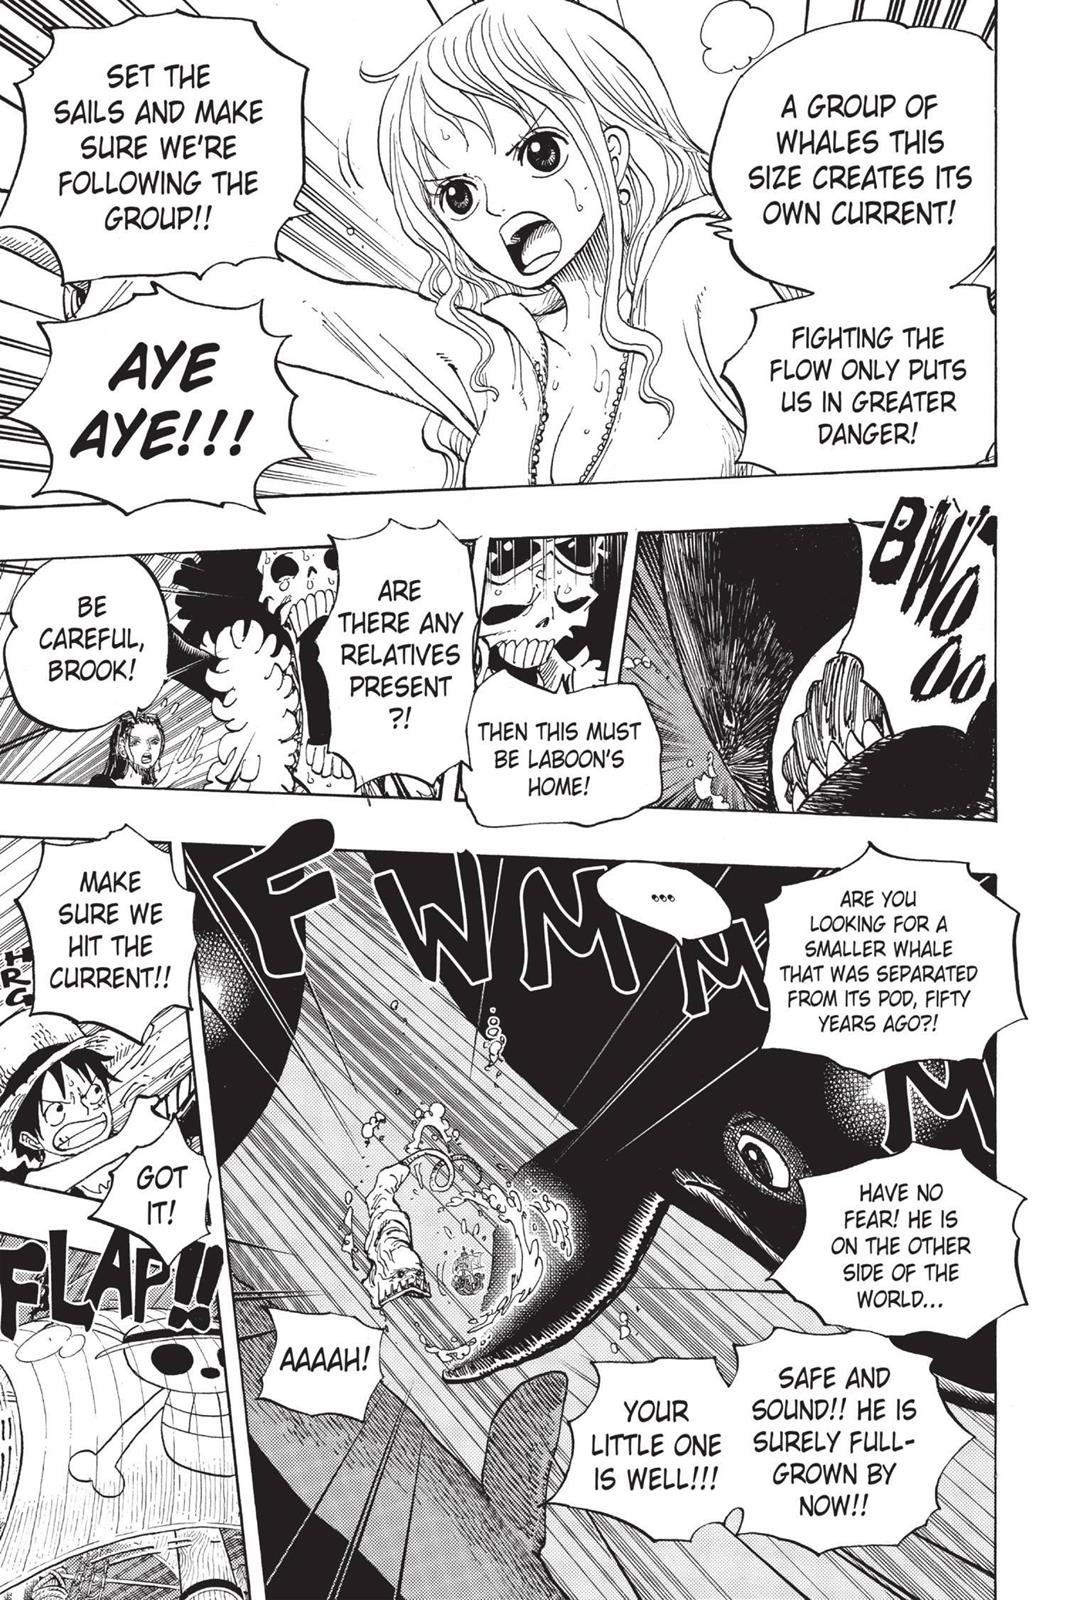 A GROUP OF
WHALES THIS
SIZE CREATES ITS
OWN CURRENT!
FIGHTING THE
FLOW ONLY PUTS
US IN GREATER
DANGER!
SET THE
SAILS AND MAKE
SURE WE'RE
FOLLOWING THE
GROUP!!
AYE
AYE!!!
BWO
OO
THEN THIS MUST
BE LABOON'S
HOME!
ARE
THERE ANY
RELATIVES
PRESENT
?!
BE
CAREFUL,
BROOK!
ARE YOU
LOOKING FOR A
SMALLER WHALE
THAT WAS SEPARATED
FROM ITS POD, FIFTY
YEARS AGO?!
...
FWMMM
HAVE NO
FEAR! HE IS
ON THE OTHER
SIDE OF THE
WORLD...
SAFE AND
SOUND!! HE IS
SURELY FULL-
GROWN BY
NOW!!
YOUR
LITTLE ONE
IS WELL!!!
AAAAH!
MAKE
SURE WE
HIT THE
CURRENT!!
HRG
GOT
IT!
FLAP!!